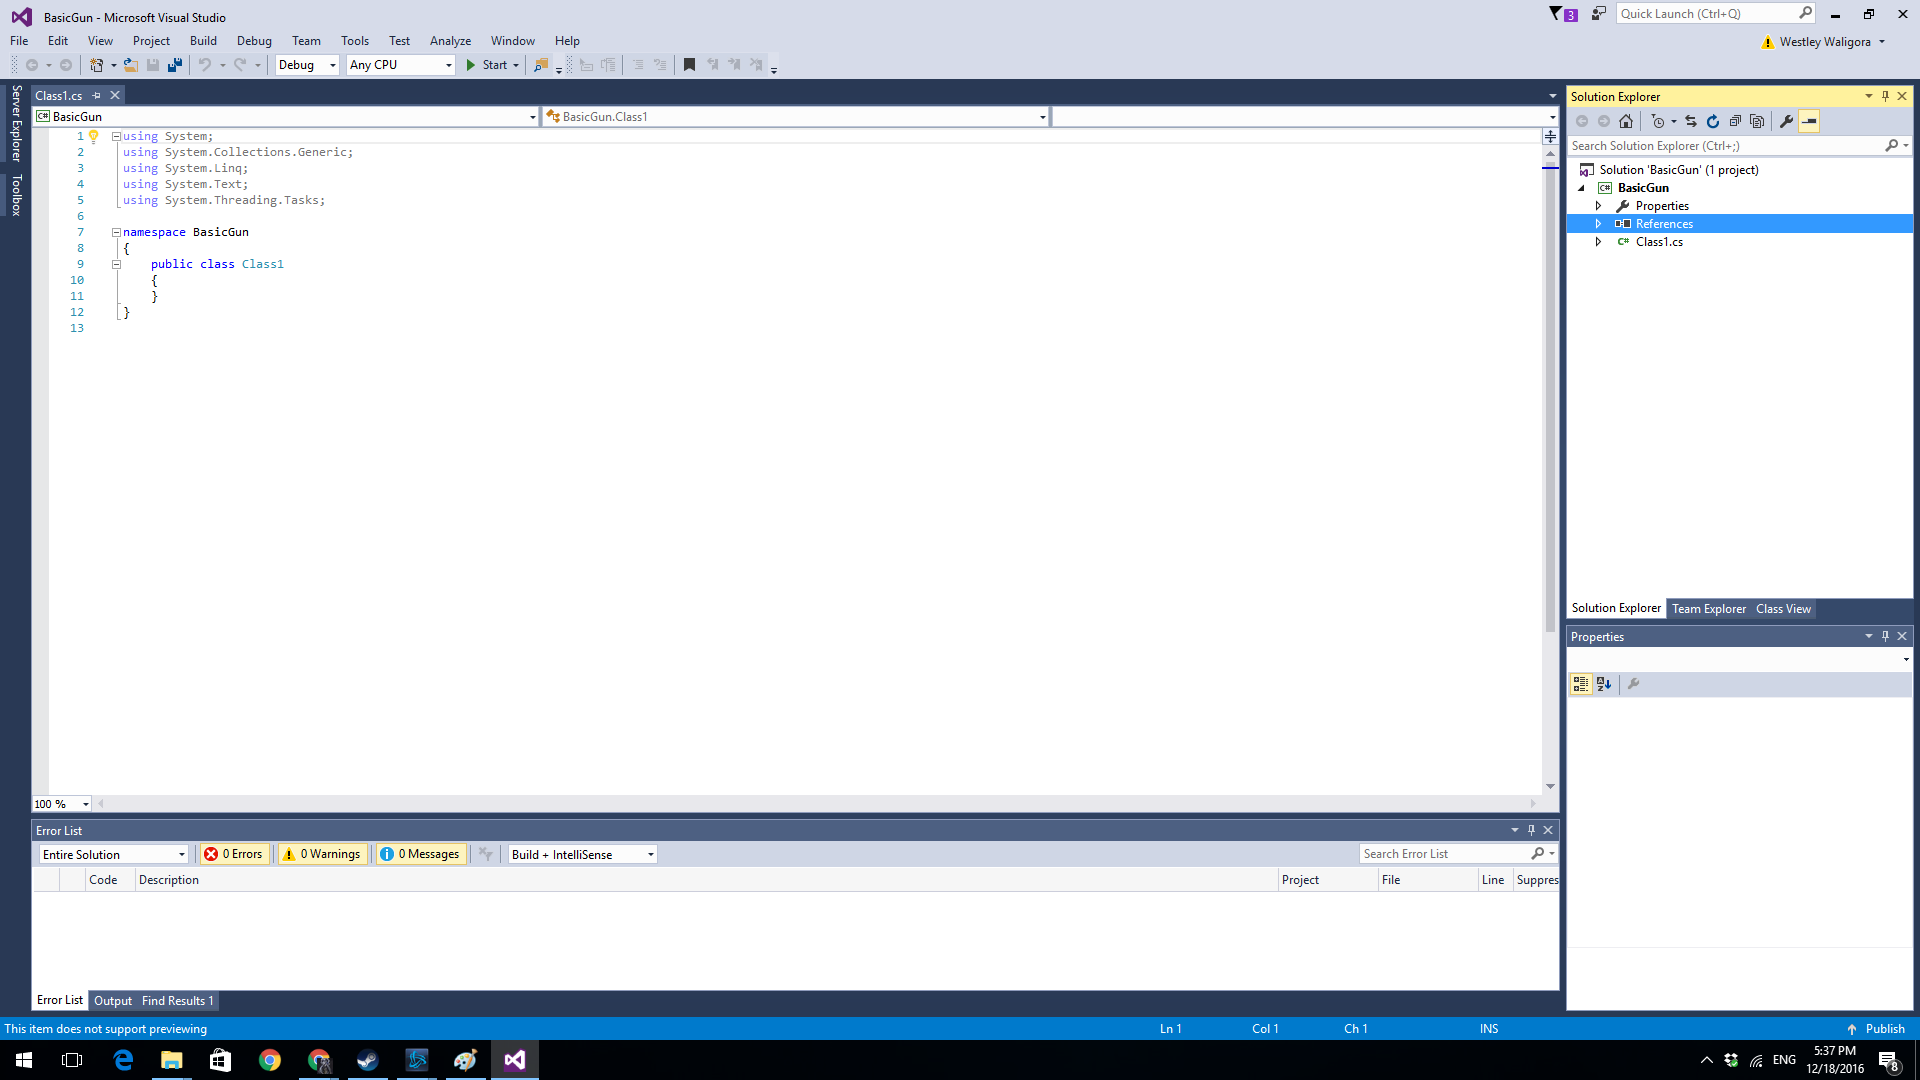 BasicGun - Microsoft Visual Studio
3
Quick Launch (Ctrl+Q)
File Edit View Project Build Debug Team Tools Test Analyze Window Help
Westley Waligora
Debug Any CPU Start
Server Explorer
Toolbox
Class1.cs
BasicGun
BasicGun.Class1
1 using System;
2 using System.Collections.Generic;
3 using System.Linq;
4 using System.Text;
5 using System.Threading.Tasks;
6
7 namespace BasicGun
8 {
9 public class Class1
10 {
11 }
12 }
13
100 %
Solution Explorer
Search Solution Explorer (Ctrl+;)
Solution 'BasicGun' (1 project)
C# BasicGun
Properties
References
C# Class1.cs
Solution Explorer Team Explorer Class View
Properties
Error List
Entire Solution 0 Errors 0 Warnings 0 Messages Build + IntelliSense Search Error List
Code Description Project File Line Suppres
Error List Output Find Results 1
This item does not support previewing Ln 1 Col 1 Ch 1 INS Publish
ENG
5:37 PM
12/18/2016
8